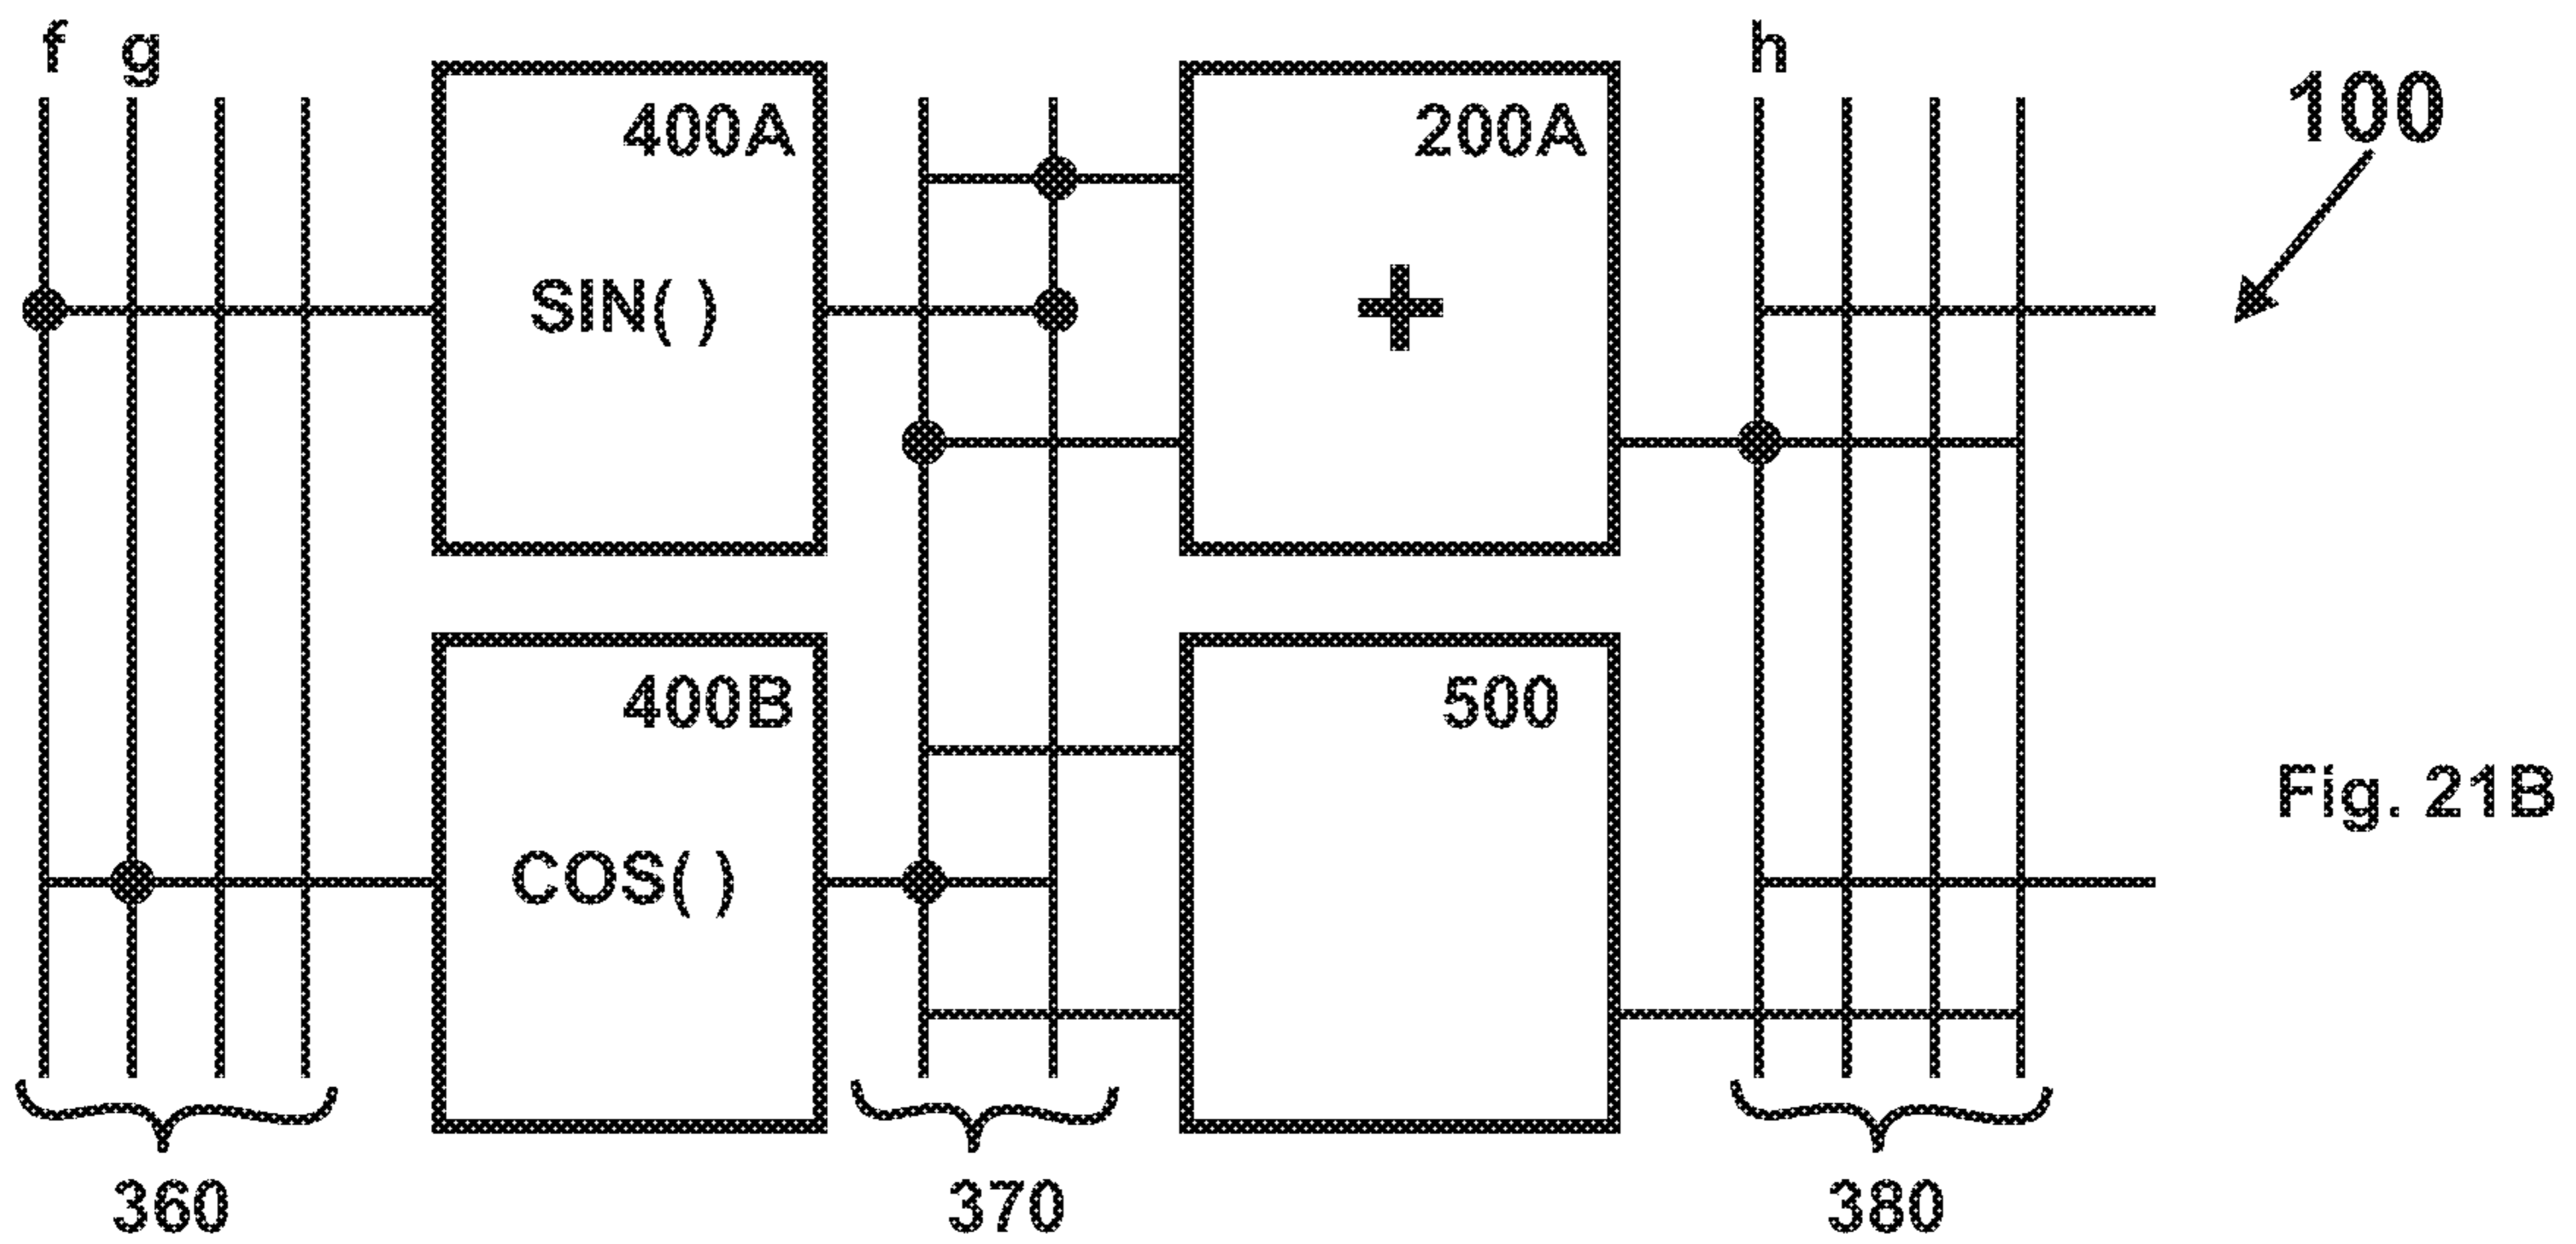 f g
h
100
400A
200A
SIN( )
+
400B
500
COS( )
Fig. 21B
360
370
380